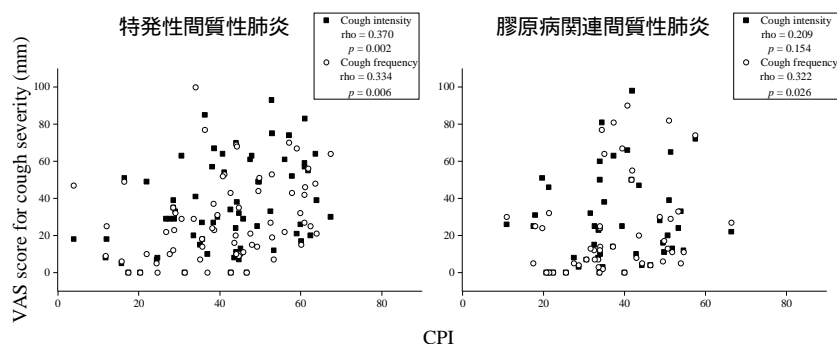 特発性間質性肺炎
膠原病関連間質性肺炎
Cough intensity
rho = 0.370
p = 0.002
Cough frequency
rho = 0.334
p = 0.006
Cough intensity
rho = 0.209
p = 0.154
Cough frequency
rho = 0.322
p = 0.026
VAS score for cough severity (mm)
100
80
60
40
20
0
0 20 40 60 80
100
80
60
40
20
0
0 20 40 60 80
CPI